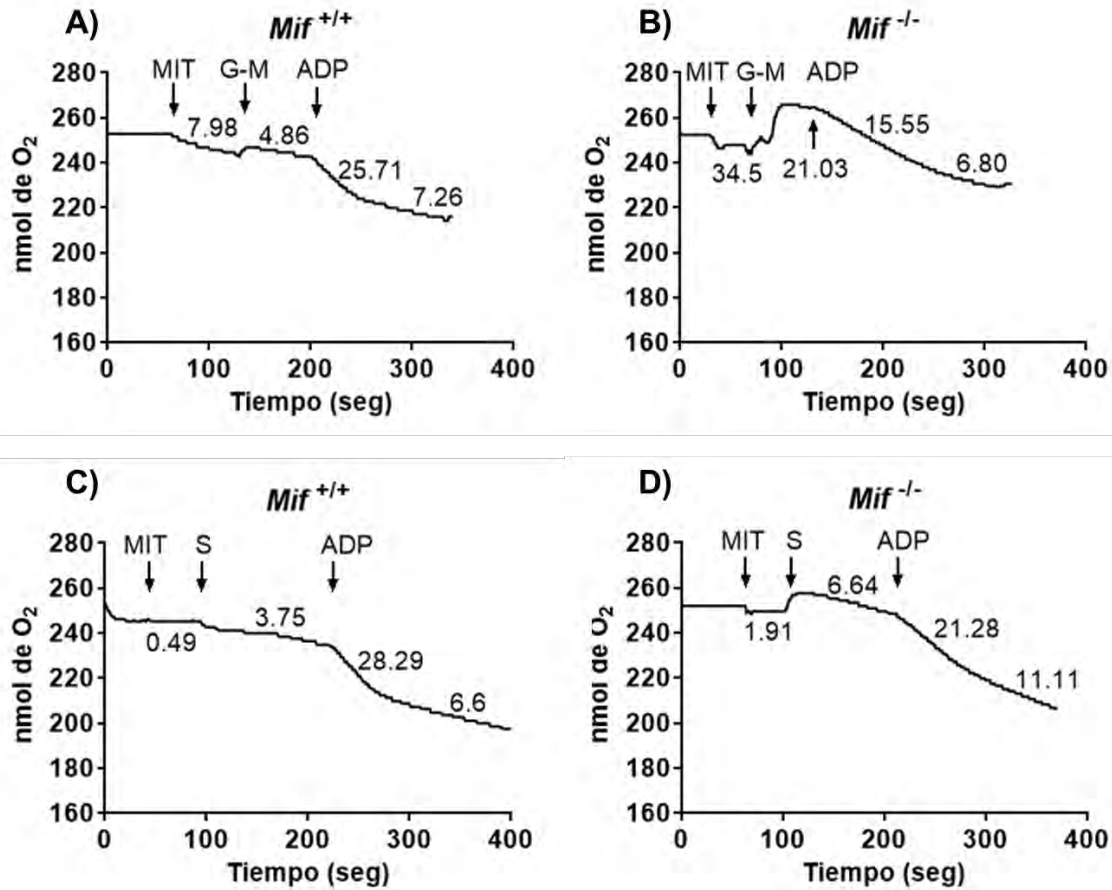 A)
Mif +/+
MIT G-M ADP
280
260
240
220
200
180
160
7.98
4.86
25.71
7.26
nmol de O2
0 100 200 300 400
Tiempo (seg)
B)
Mif -/-
MIT G-M ADP
280
260
240
220
200
180
160
34.5
21.03
15.55
6.80
nmol de O2
0 100 200 300 400
Tiempo (seg)
C)
Mif +/+
MIT S ADP
280
260
240
220
200
180
160
0.49
3.75
28.29
6.6
nmol de O2
0 100 200 300 400
Tiempo (seg)
D)
Mif -/-
MIT S ADP
280
260
240
220
200
180
160
1.91
6.64
21.28
11.11
nmol de O2
0 100 200 300 400
Tiempo (seg)